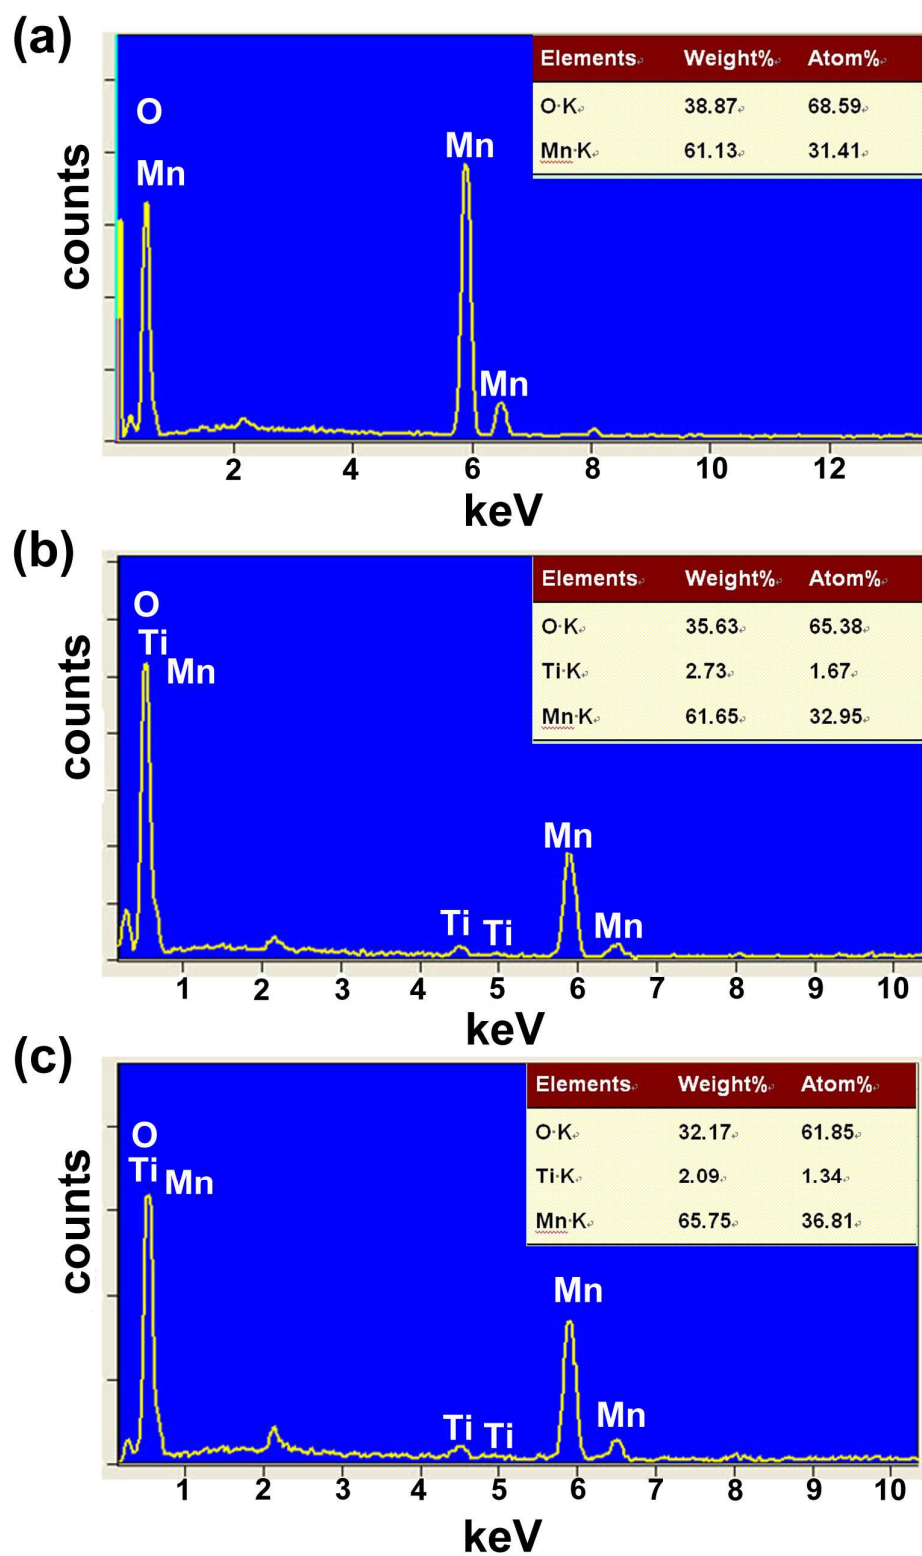 (a)
Elements Weight% Atom%
O K 38.87 68.59
Mn K 61.13 31.41
O
Mn
Mn
Mn
counts
2 4 6 8 10 12
keV
(b)
Elements Weight% Atom%
O K 35.63 65.38
Ti K 2.73 1.67
Mn K 61.65 32.95
O
Ti
Mn
Mn
Ti Ti Mn
counts
1 2 3 4 5 6 7 8 9 10
keV
(c)
Elements Weight% Atom%
O K 32.17 61.85
Ti K 2.09 1.34
Mn K 65.75 36.81
O
Ti Mn
Mn
Ti Ti Mn
counts
1 2 3 4 5 6 7 8 9 10
keV